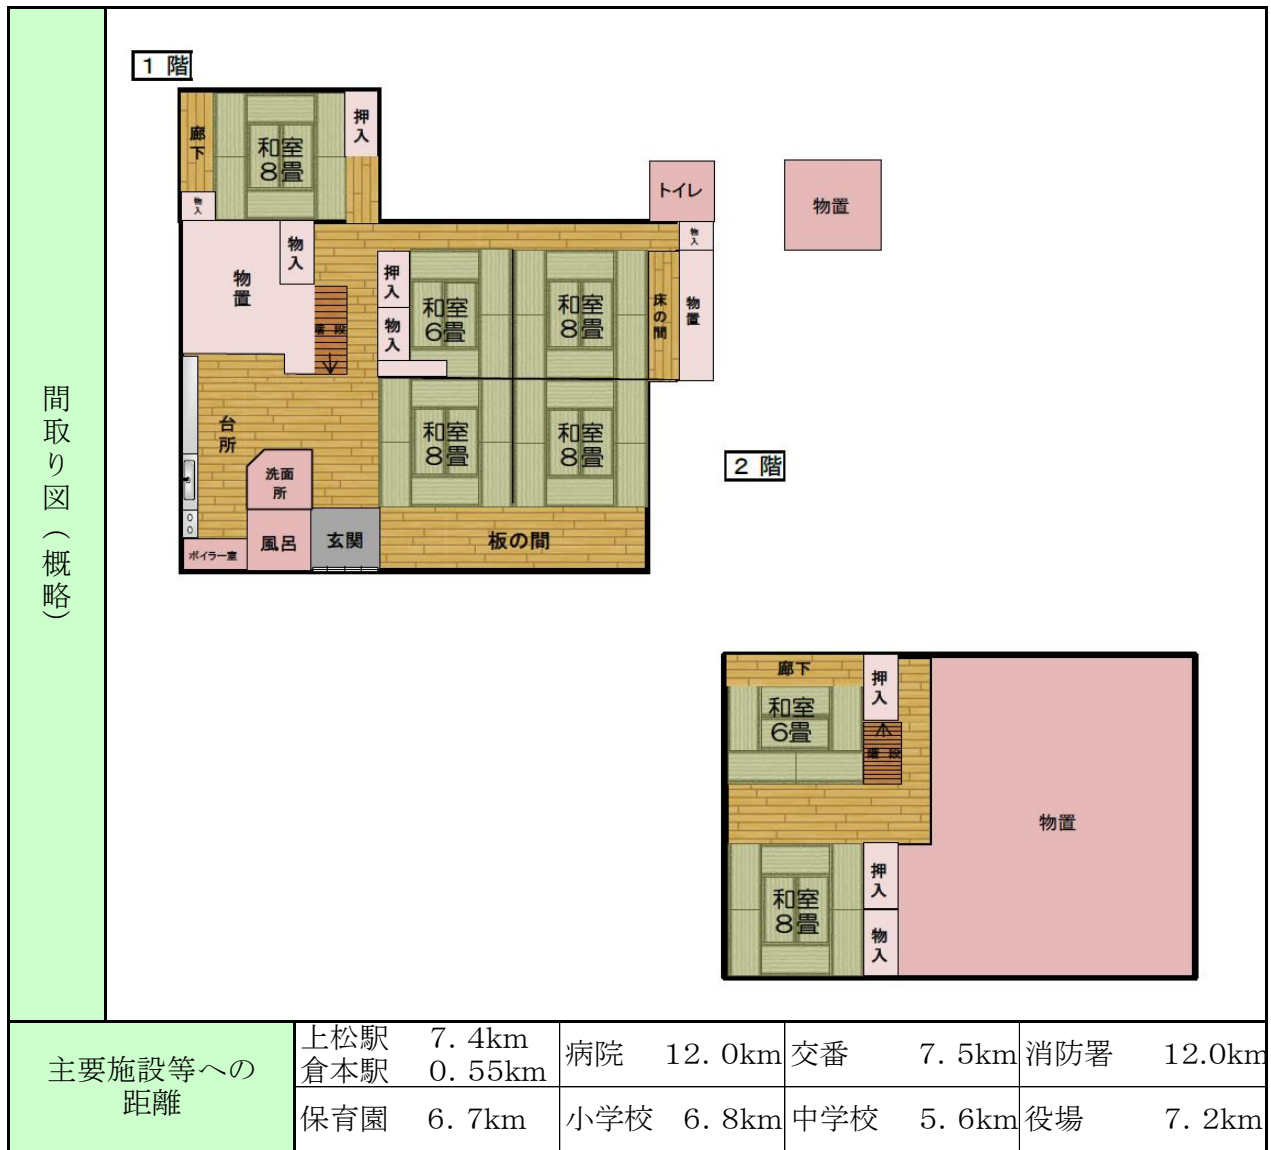 間取り図（概略）
1 階
廊下
和室
8畳
押入
物入
トイレ
物置
物入
物置
物入
階段
押入
物入
和室
6畳
和室
8畳
床の間
物置
台所
洗面
所
和室
8畳
和室
8畳
ボイラー室
風呂
玄関
板の間
2 階
廊下
和室
6畳
押入
階段
物置
和室
8畳
押入
物入
主要施設等への
距離
上松駅 7.4km
倉本駅 0.55km
病院 12.0km
交番 7.5km
消防署 12.0km
保育園 6.7km
小学校 6.8km
中学校 5.6km
役場 7.2km